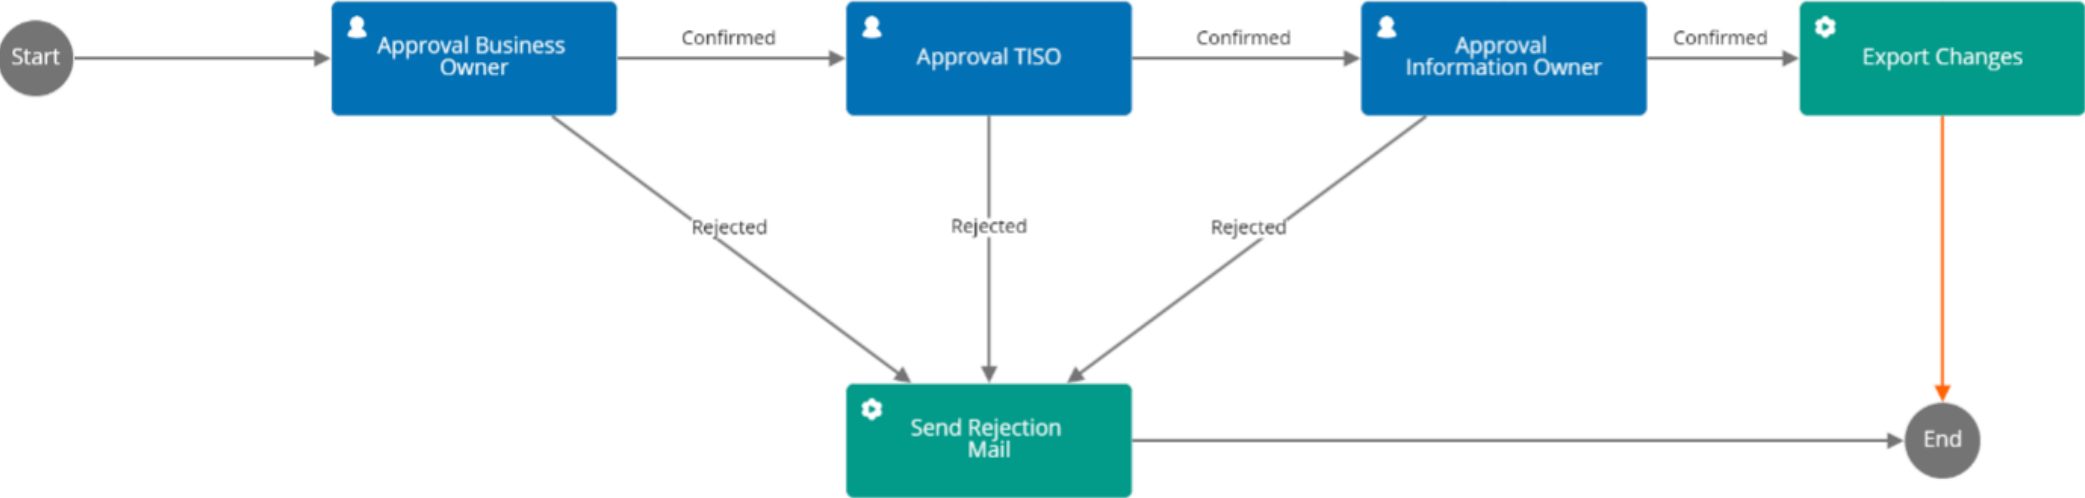 Start
Approval Business
Owner
Confirmed
Approval TISO
Confirmed
Approval
Information Owner
Confirmed
Export Changes
Rejected
Rejected
Rejected
Send Rejection
Mail
End